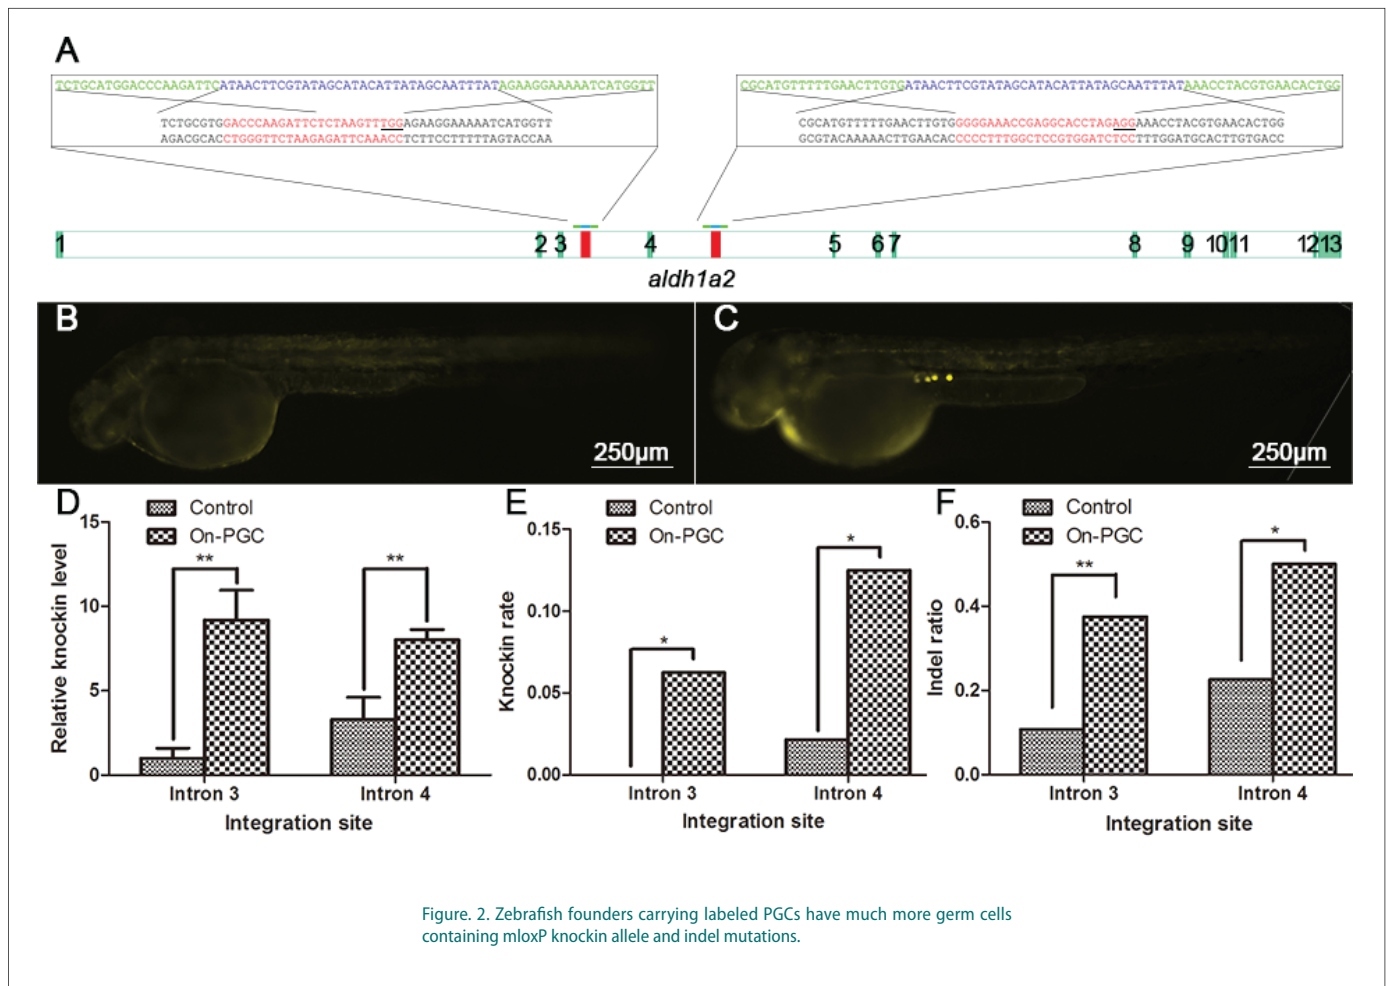 A
TCTGCATGGACCCAAGATTCATAACTTCGTATAGCATACATTATAGCAATTTATAGAAGGAAAAATCATGGTT
TCTGCGTGGACCCAAGATTCTCTAAGTTTGGAGAAGGAAAAATCATGGTT
AGACGCACCTGGGTTCTAAGAGATTCAAACCTCTTCCTTTTTAGTACCAA
CGCATGTTTTTGAACTTGTGATAACTTCGTATAGCATACATTATAGCAATTTATAAACCTACGTGAACACTGG
CGCATGTTTTTGAACTTGTGGGGGAAACCGAGGCACCTAGAGGAAACCTACGTGAACACTGG
GCGTACAAAAACTTGAACACCCCCTTTGGCTCCGTGGATCTCCTTTGGATGCACTTGTGACC
1 2 3 4 5 6 7 8 9 10 11 12 13
aldh1a2
B
250µm
C
250µm
D
Control
On-PGC
15
10
5
0
Relative knockin level
** **
Intron 3 Intron 4
Integration site
E
Control
On-PGC
0.15
0.10
0.05
0.00
Knockin rate
* *
Intron 3 Intron 4
Integration site
F
Control
On-PGC
0.6
0.4
0.2
0.0
Indel ratio
** *
Intron 3 Intron 4
Integration site
Figure. 2. Zebrafish founders carrying labeled PGCs have much more germ cells
containing mloxP knockin allele and indel mutations.